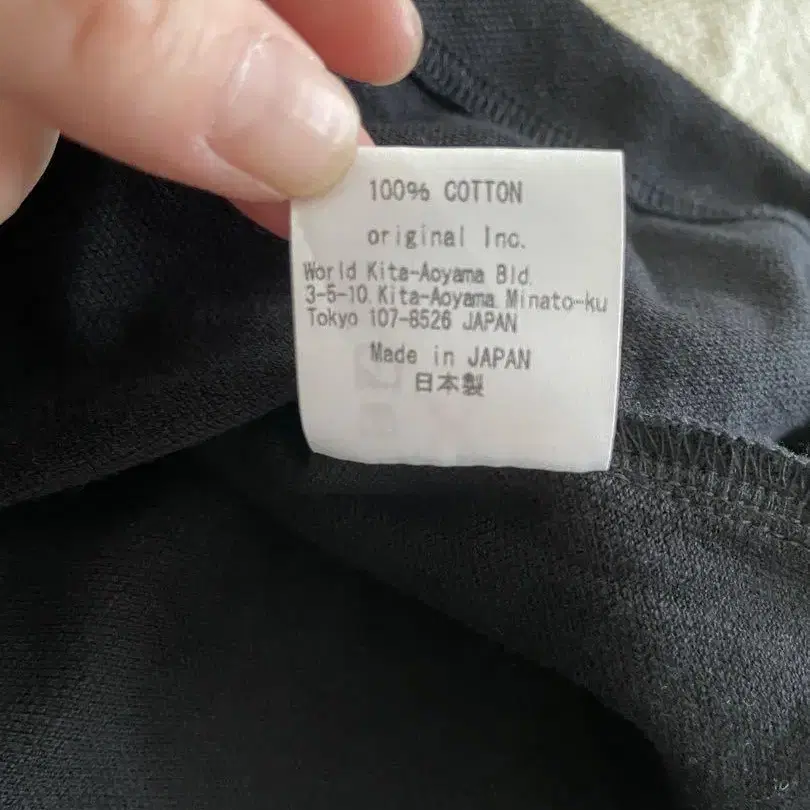 100% COTTON
original Inc.
World Kita-Aoyama Bld.
3-5-10.Kita-Aoyama.Minato-ku
Tokyo 107-8526 JAPAN
Made in JAPAN
日本製